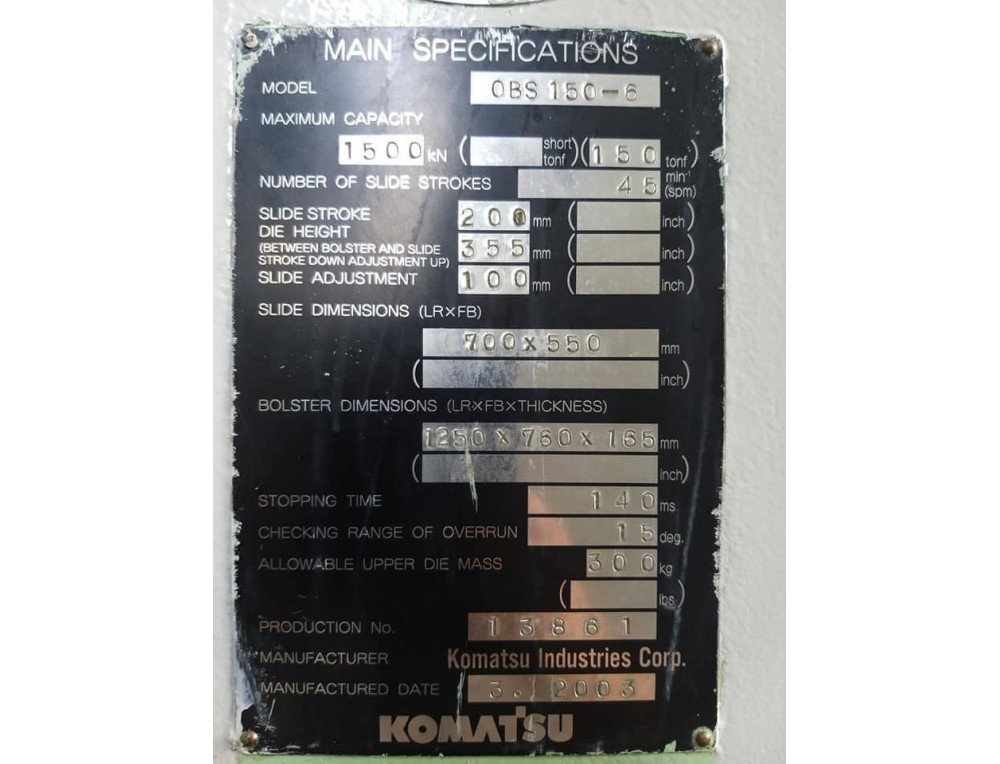 MAIN SPECIFICATIONS
MODEL OBS 150-6
MAXIMUM CAPACITY
1500 kN ( short tonf ) ( 150 tonf )
NUMBER OF SLIDE STROKES 45 min⁻¹ (spm)
SLIDE STROKE 200 mm ( inch)
DIE HEIGHT
(BETWEEN BOLSTER AND SLIDE
STROKE DOWN ADJUSTMENT UP) 355 mm ( inch)
SLIDE ADJUSTMENT 100 mm ( inch)
SLIDE DIMENSIONS (LR×FB)
700 x 550 mm
( inch)
BOLSTER DIMENSIONS (LR×FB×THICKNESS)
1250 x 760 x 165 mm
( inch)
STOPPING TIME 140 ms
CHECKING RANGE OF OVERRUN 15 deg.
ALLOWABLE UPPER DIE MASS 300 kg
( lbs)
PRODUCTION No. 13861
MANUFACTURER Komatsu Industries Corp.
MANUFACTURED DATE 3. 2003
KOMATSU